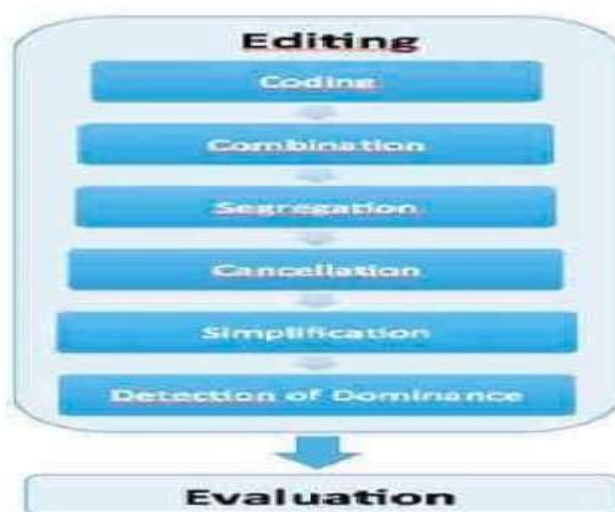 Editing
Coding
Combination
Segregation
Cancellation
Simplification
Detection of Dominance
Evaluation